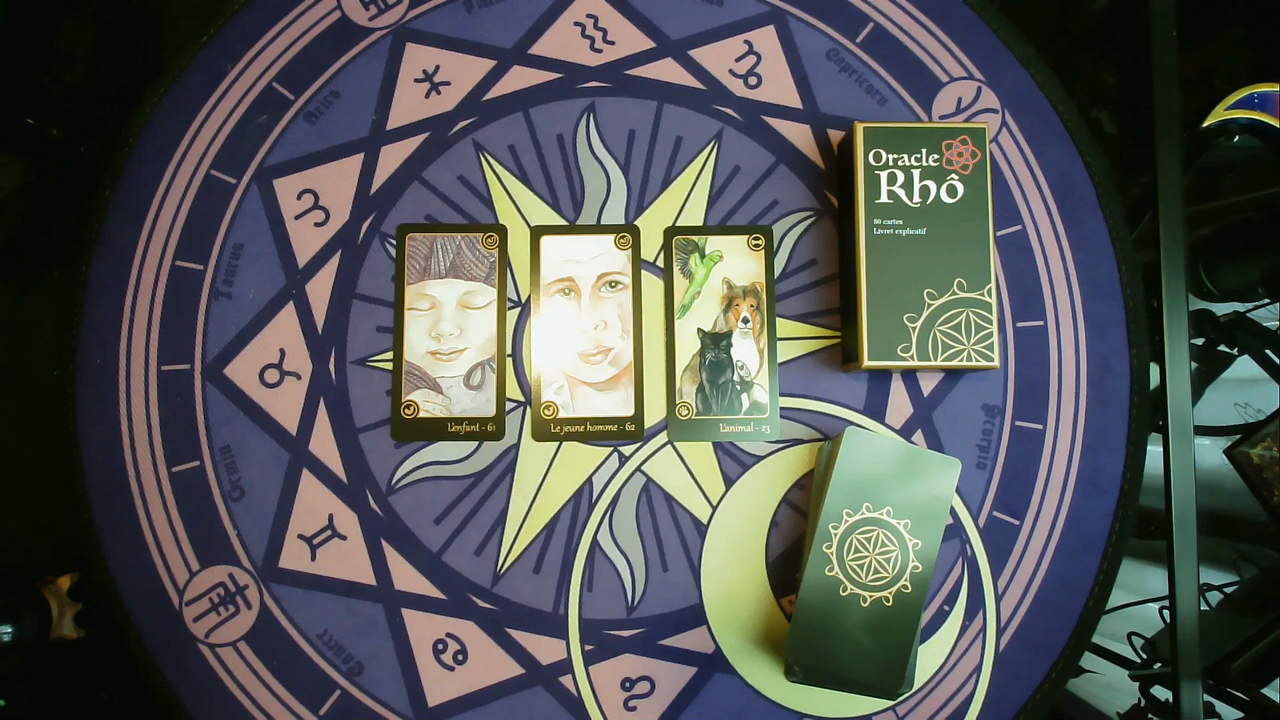 Capricorn
Aries
Oracle
Rhô
80 cartes
Livret explicatif
Taurus
L'enfant - 61
Le jeune homme - 62
L'animal - 23
Scorpio
Gemini
Cancer